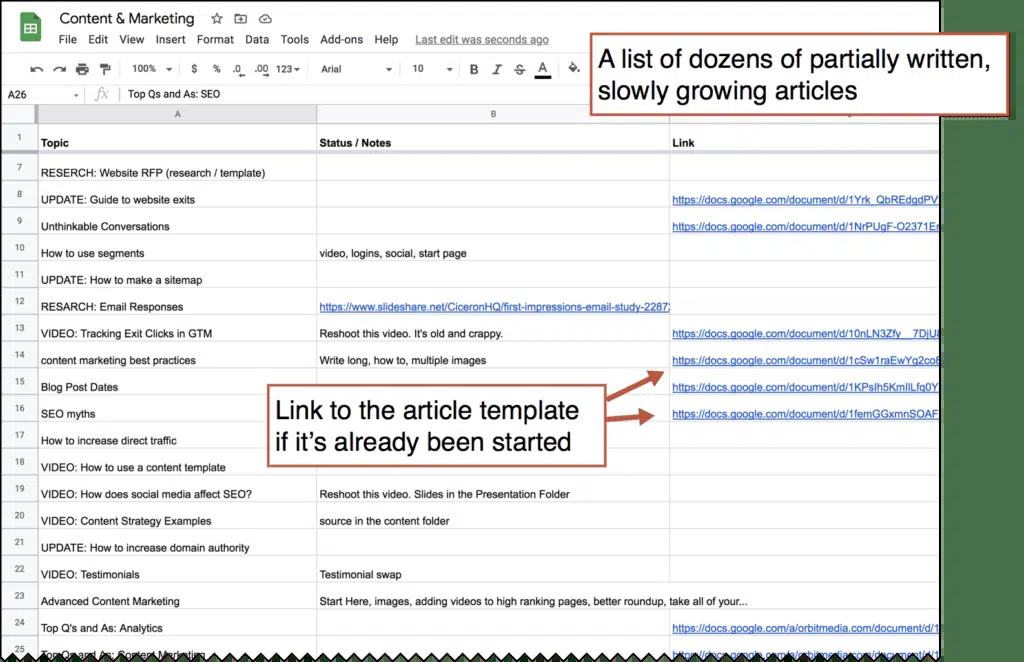 Content & Marketing
File Edit View Insert Format Data Tools Add-ons Help Last edit was seconds ago
100% $ % .0 .00 123 Arial 10 B I S A
A list of dozens of partially written,
slowly growing articles
A26 fx Top Qs and As: SEO
A B
1 Topic Status / Notes Link
7 RESERCH: Website RFP (research / template)
8 UPDATE: Guide to website exits https://docs.google.com/document/d/1Yrk_QbREdgdPV
9 Unthinkable Conversations https://docs.google.com/document/d/1NrPUgF-O2371E
10 How to use segments video, logins, social, start page
11 UPDATE: How to make a sitemap
12 RESARCH: Email Responses https://www.slideshare.net/CiceronHQ/first-impressions-email-study-2287
13 VIDEO: Tracking Exit Clicks in GTM Reshoot this video. It's old and crappy. https://docs.google.com/document/d/10nLN3Zfy__7DjU
14 content marketing best practices Write long, how to, multiple images https://docs.google.com/document/d/1cSw1raEwYg2co
15 Blog Post Dates https://docs.google.com/document/d/1KPsIh5KmIlLfq0Y
16 SEO myths https://docs.google.com/document/d/1femGGxmnSOAF
Link to the article template
if it's already been started
17 How to increase direct traffic
18 VIDEO: How to use a content template
19 VIDEO: How does social media affect SEO? Reshoot this video. Slides in the Presentation Folder
20 VIDEO: Content Strategy Examples source in the content folder
21 UPDATE: How to increase domain authority
22 VIDEO: Testimonials Testimonial swap
23 Advanced Content Marketing Start Here, images, adding videos to high ranking pages, better roundup, take all of your...
24 Top Q's and As: Analytics https://docs.google.com/a/orbitmedia.com/document/d/1
25 Top Qs and As: Content Marketing